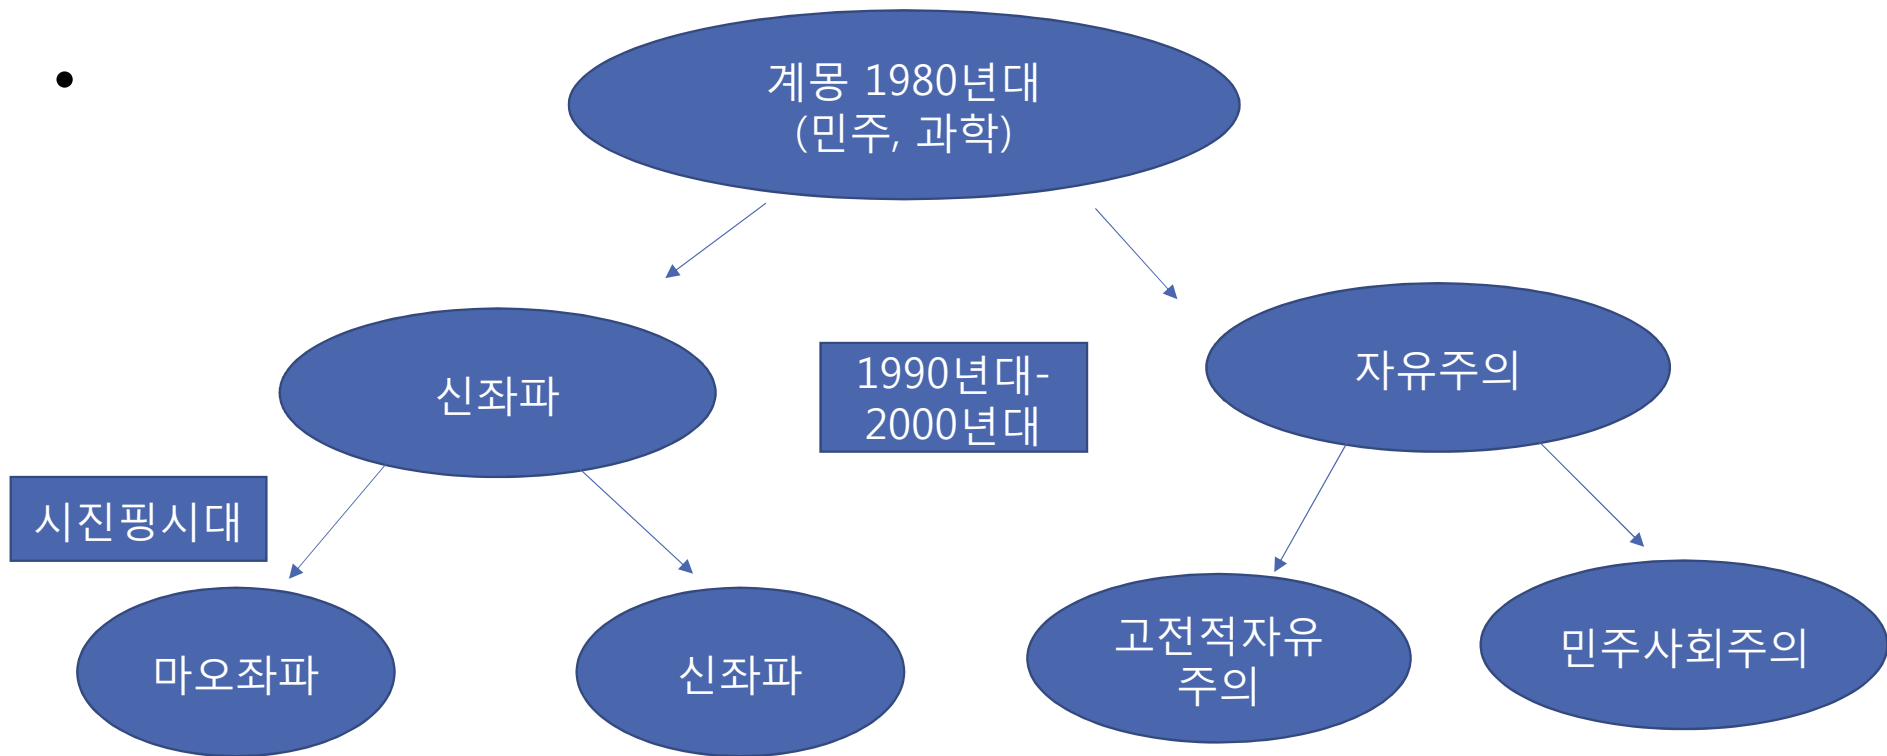 •
계몽 1980년대
(민주, 과학)
신좌파
1990년대-
2000년대
자유주의
시진핑시대
마오좌파
신좌파
고전적자유
주의
민주사회주의